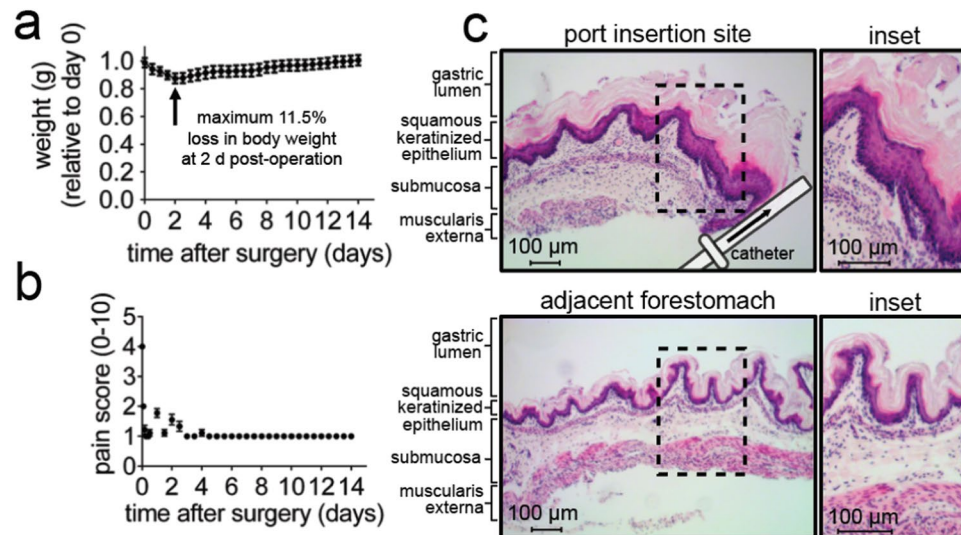 a
weight (g)
(relative to day 0)
1.0
0.8
0.6
0.4
0.2
0.0
maximum 11.5%
loss in body weight
at 2 d post-operation
0 2 4 6 8 10 12 14
time after surgery (days)
b
pain score (0-10)
5
4
3
2
1
0
0 2 4 6 8 10 12 14
time after surgery (days)
c
port insertion site
inset
gastric
lumen
squamous
keratinized
epithelium
submucosa
muscularis
externa
100 µm
catheter
100 µm
adjacent forestomach
inset
gastric
lumen
squamous
keratinized
epithelium
submucosa
muscularis
externa
100 µm
100 µm